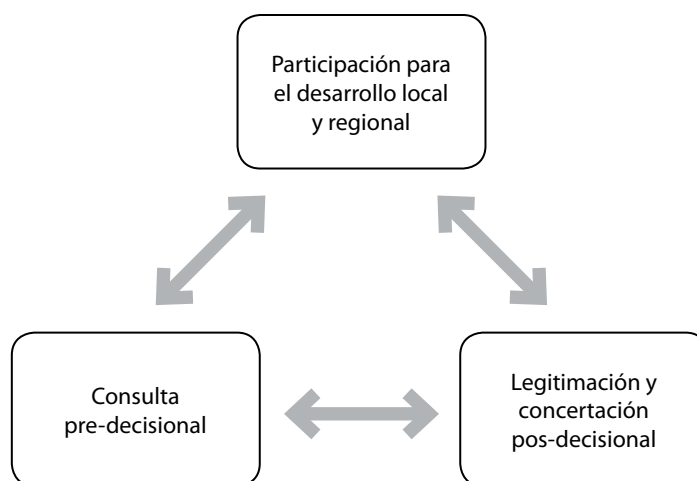 Participación para
el desarrollo local
y regional
Consulta
pre-decisional
Legitimación y
concertación
pos-decisional